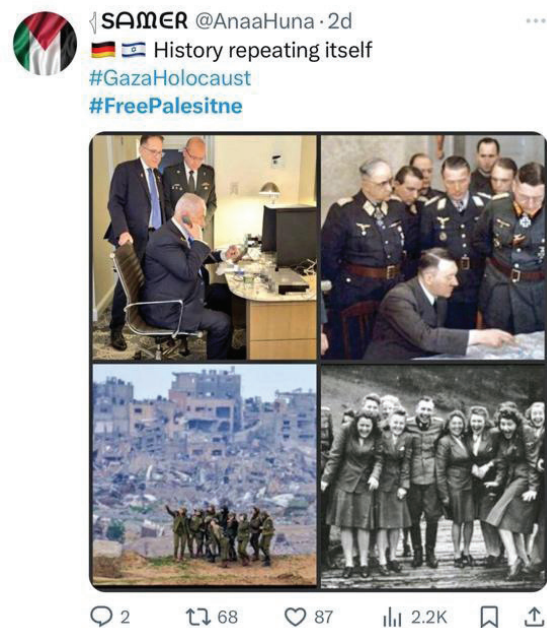 SAMER @AnaaHuna · 2d
🇩🇪 🇮🇱 History repeating itself
#GazaHolocaust
#FreePalesitne
2 68 87 2.2K